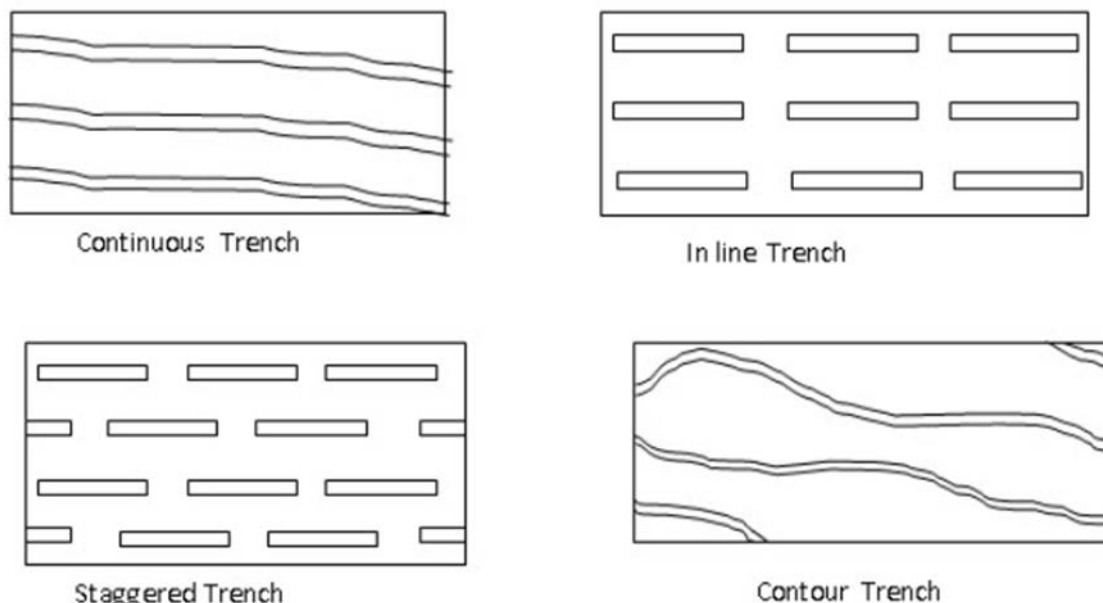 Continuous Trench
In line Trench
Staggered Trench
Contour Trench